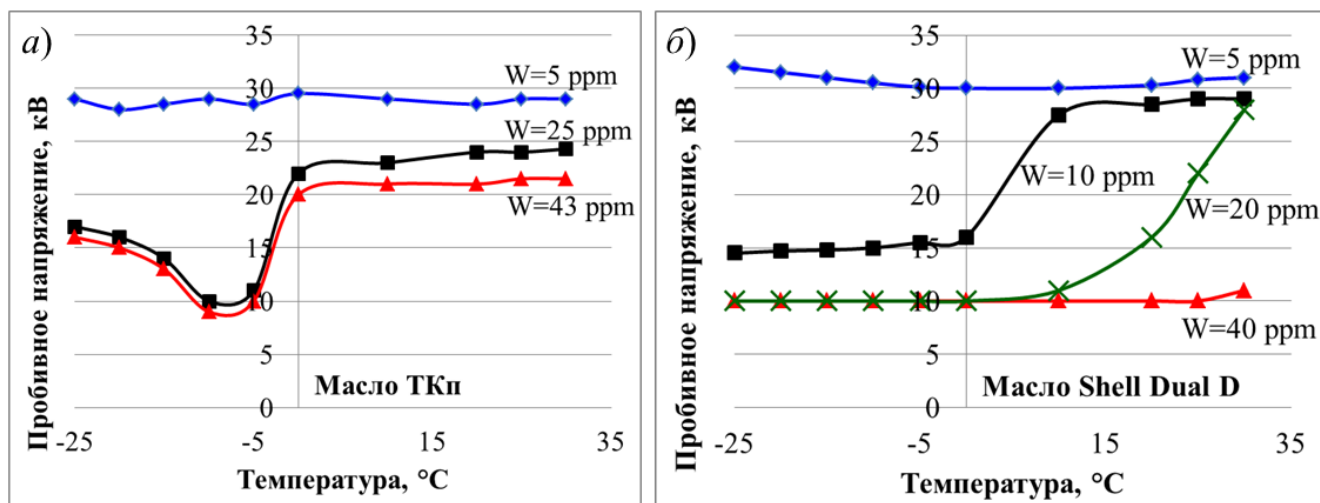 а)
Пробивное напряжение, кВ
35
30
25
20
15
10
5
0
W=5 ppm
W=25 ppm
W=43 ppm
Масло ТКп
-25 -5 15 35
Температура, °C
б)
Пробивное напряжение, кВ
35
30
25
20
15
10
5
0
W=5 ppm
W=10 ppm
W=20 ppm
W=40 ppm
Масло Shell Dual D
-25 -5 15 35
Температура, °C